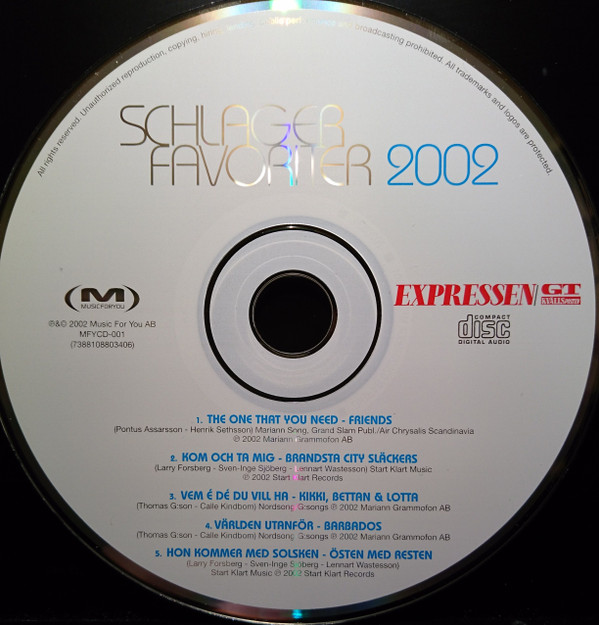 All rights reserved. Unauthorized reproduction, copying, broadcasting prohibited. All trademarks and logos are protected.
SCHLAGER
FAVORITER 2002
M
MUSICFORYOU
℗&© 2002 Music For You AB
MFYCD-001
(7388108803406)
EXPRESSEN/GT
KVÄLLSPOSTEN
COMPACT
disc
DIGITAL AUDIO
1. THE ONE THAT YOU NEED - FRIENDS
(Pontus Assarsson - Henrik Sethsson) Mariann Song, Grand Slam Publ./Air Chrysalis Scandinavia
℗ 2002 Mariann Grammofon AB
2. KOM OCH TA MIG - BRANDSTA CITY SLÄCKERS
(Larry Forsberg - Sven-Inge Sjöberg - Lennart Wastesson) Start Klart Music
℗ 2002 Start Klart Records
3. VEM É DÉ DU VILL HA - KIKKI, BETTAN & LOTTA
(Thomas G:son - Calle Kindbom) Nordsong G:songs ℗ 2002 Mariann Grammofon AB
4. VÄRLDEN UTANFÖR - BARBADOS
(Thomas G:son - Calle Kindbom) Nordsong G:songs ℗ 2002 Mariann Grammofon AB
5. HON KOMMER MED SOLSKEN - ÖSTEN MED RESTEN
(Larry Forsberg - Sven-Inge Sjöberg - Lennart Wastesson)
Start Klart Music ℗ 2002 Start Klart Records